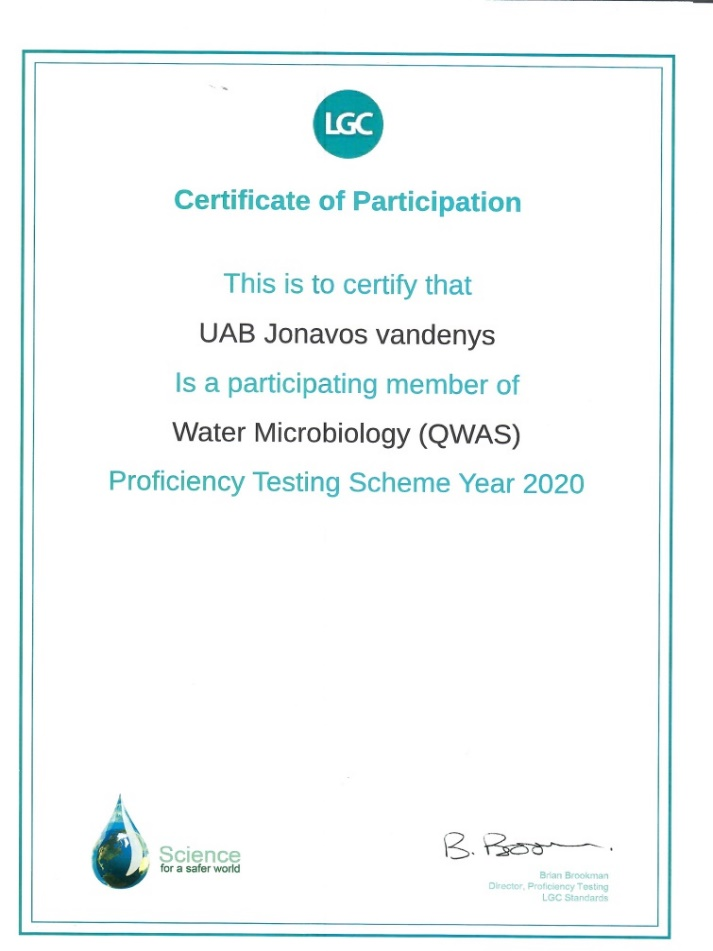 LGC
Certificate of Participation
This is to certify that
UAB Jonavos vandenys
Is a participating member of
Water Microbiology (QWAS)
Proficiency Testing Scheme Year 2020
Science
for a safer world
B. Broo
Brian Brookman
Director, Proficiency Testing
LGC Standards